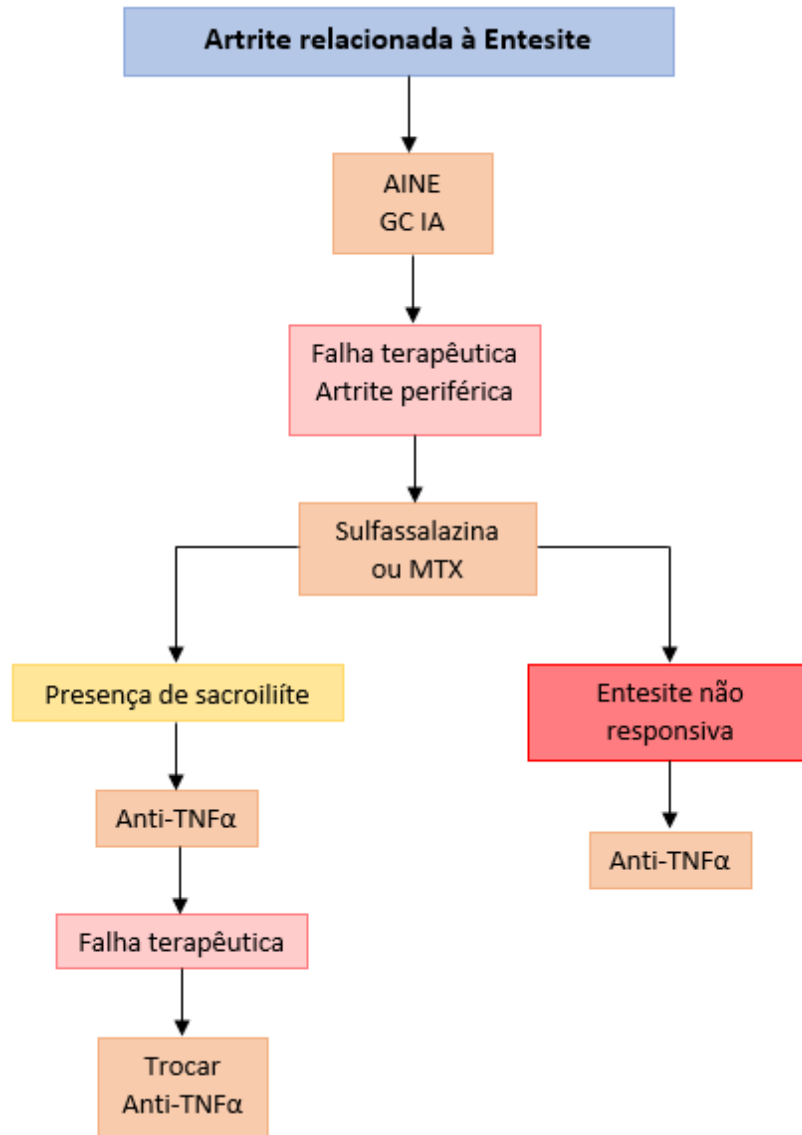 Artrite relacionada à Entesite
AINE
GC IA
Falha terapêutica
Artrite periférica
Sulfassalazina
ou MTX
Presença de sacroiliíte
Entesite não
responsiva
Anti-TNFα
Anti-TNFα
Falha terapêutica
Trocar
Anti-TNFα